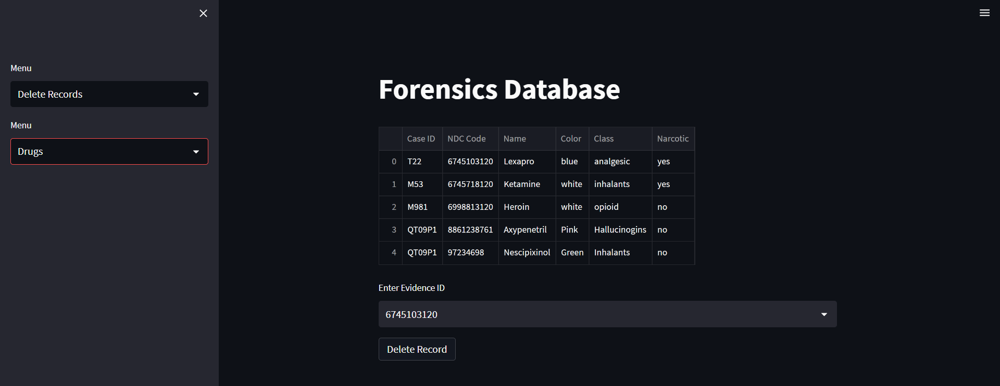 Menu
Delete Records
Menu
Drugs
Forensics Database
Case ID NDC Code Name Color Class Narcotic
0 T22 6745103120 Lexapro blue analgesic yes
1 M53 6745718120 Ketamine white inhalants yes
2 M981 6998813120 Heroin white opioid no
3 QT09P1 8861238761 Axypenetril Pink Hallucinogins no
4 QT09P1 97234698 Nescipixinol Green Inhalants no
Enter Evidence ID
6745103120
Delete Record